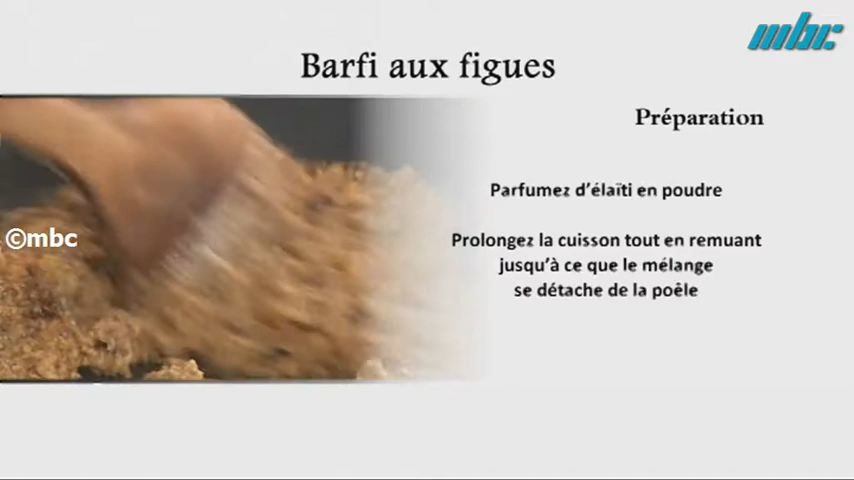 mbc
Barfi aux figues
Préparation
Parfumez d'élaïti en poudre
©mbc
Prolongez la cuisson tout en remuant
jusqu'à ce que le mélange
se détache de la poêle